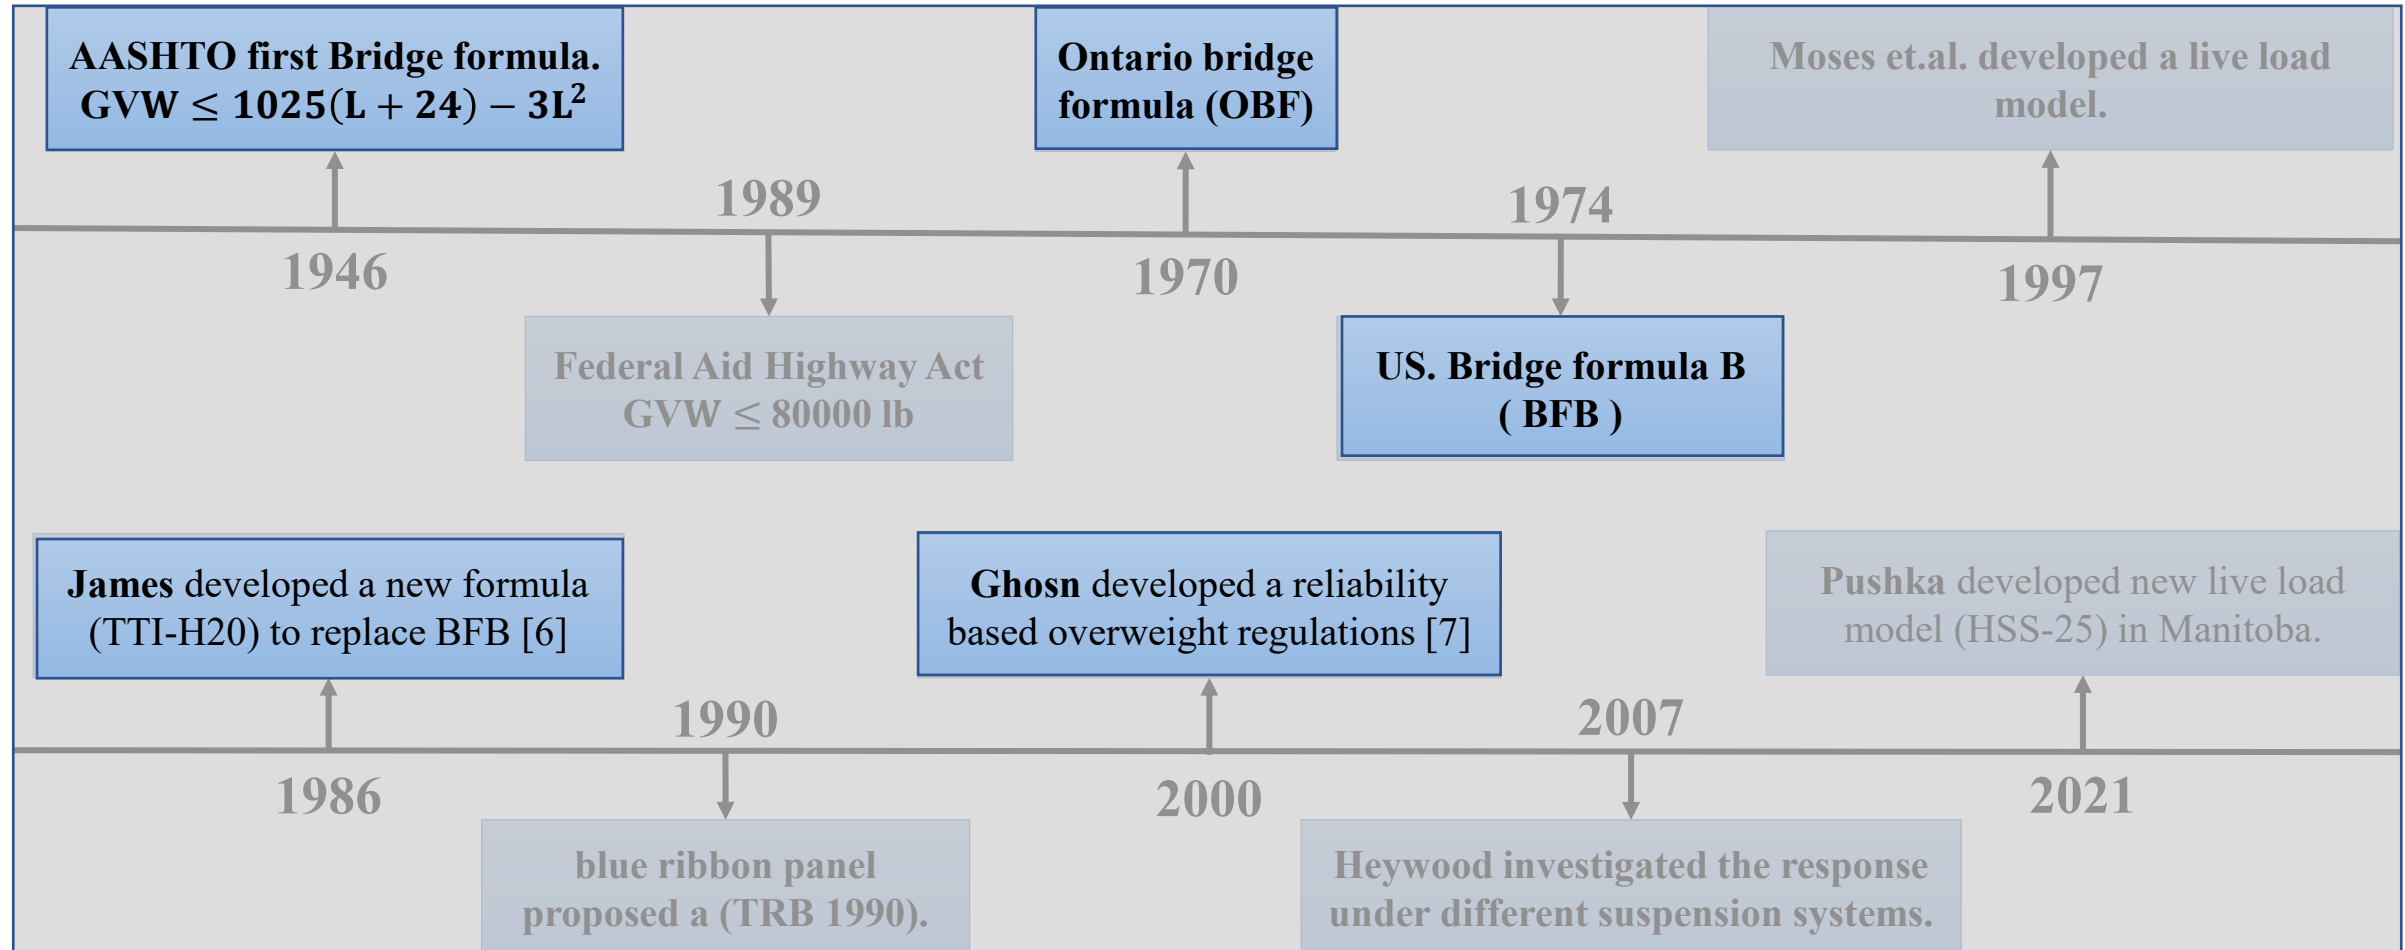 AASHTO first Bridge formula.
GVW ≤ 1025(L + 24) − 3L²
Ontario bridge
formula (OBF)
Moses et.al. developed a live load
model.
1989
1974
1946
1970
1997
Federal Aid Highway Act
GVW ≤ 80000 lb
US. Bridge formula B
( BFB )
James developed a new formula
(TTI-H20) to replace BFB [6]
Ghosn developed a reliability
based overweight regulations [7]
Pushka developed new live load
model (HSS-25) in Manitoba.
1990
2007
1986
2000
2021
blue ribbon panel
proposed a (TRB 1990).
Heywood investigated the response
under different suspension systems.